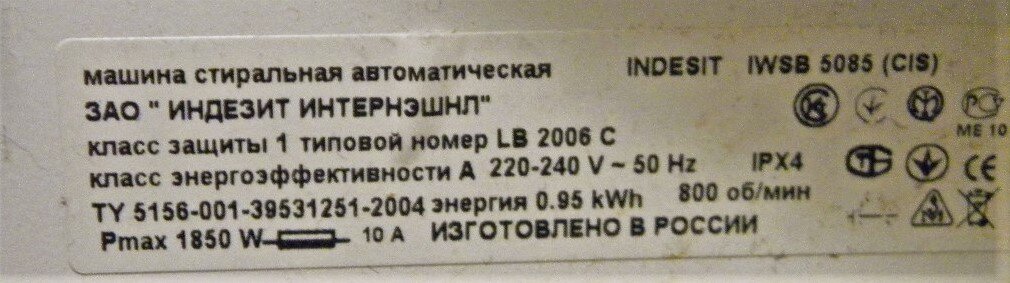 машина стиральная автоматическая INDESIT IWSB 5085 (CIS)
ЗАО " ИНДЕЗИТ ИНТЕРНЭШНЛ"
класс защиты 1 типовой номер LB 2006 C
ME 10
класс энергоэффективности А 220-240 V ~ 50 Hz IPX4
ТУ 5156-001-39531251-2004 энергия 0.95 kWh 800 об/мин
Pmax 1850 W 10 A ИЗГОТОВЛЕНО В РОССИИ